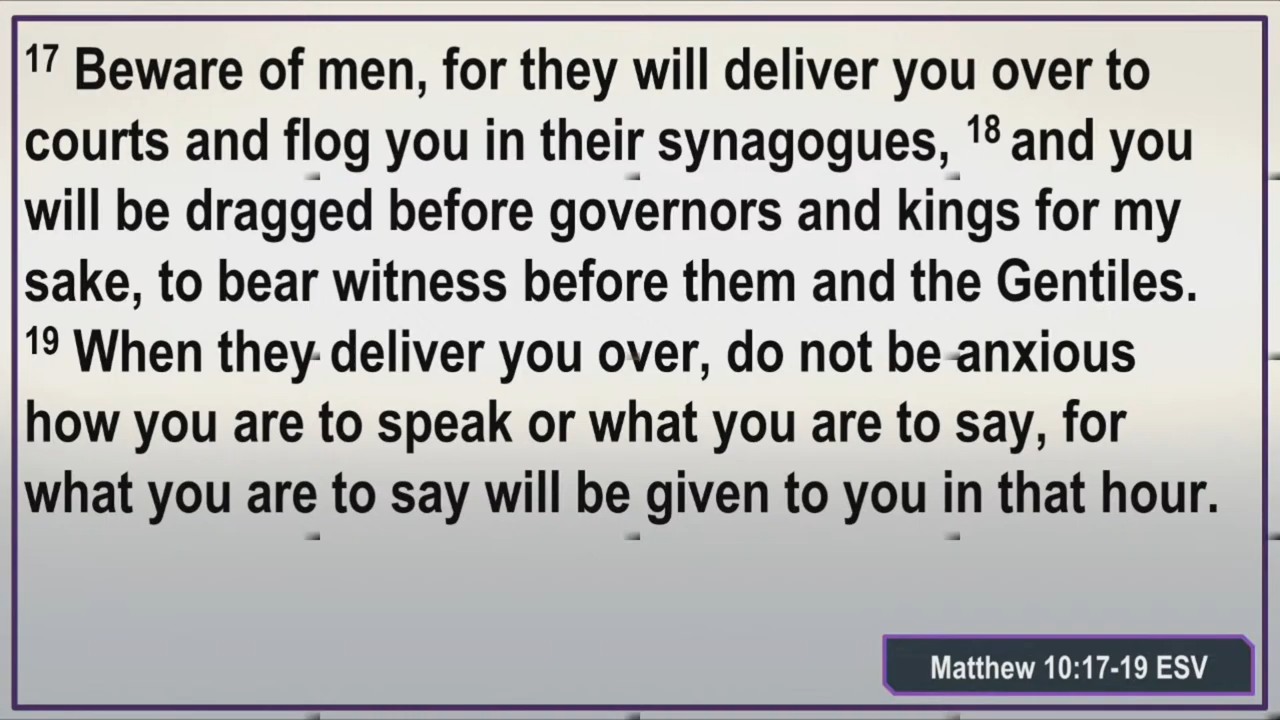 17 Beware of men, for they will deliver you over to
courts and flog you in their synagogues, 18 and you
will be dragged before governors and kings for my
sake, to bear witness before them and the Gentiles.
19 When they deliver you over, do not be anxious
how you are to speak or what you are to say, for
what you are to say will be given to you in that hour.
Matthew 10:17-19 ESV